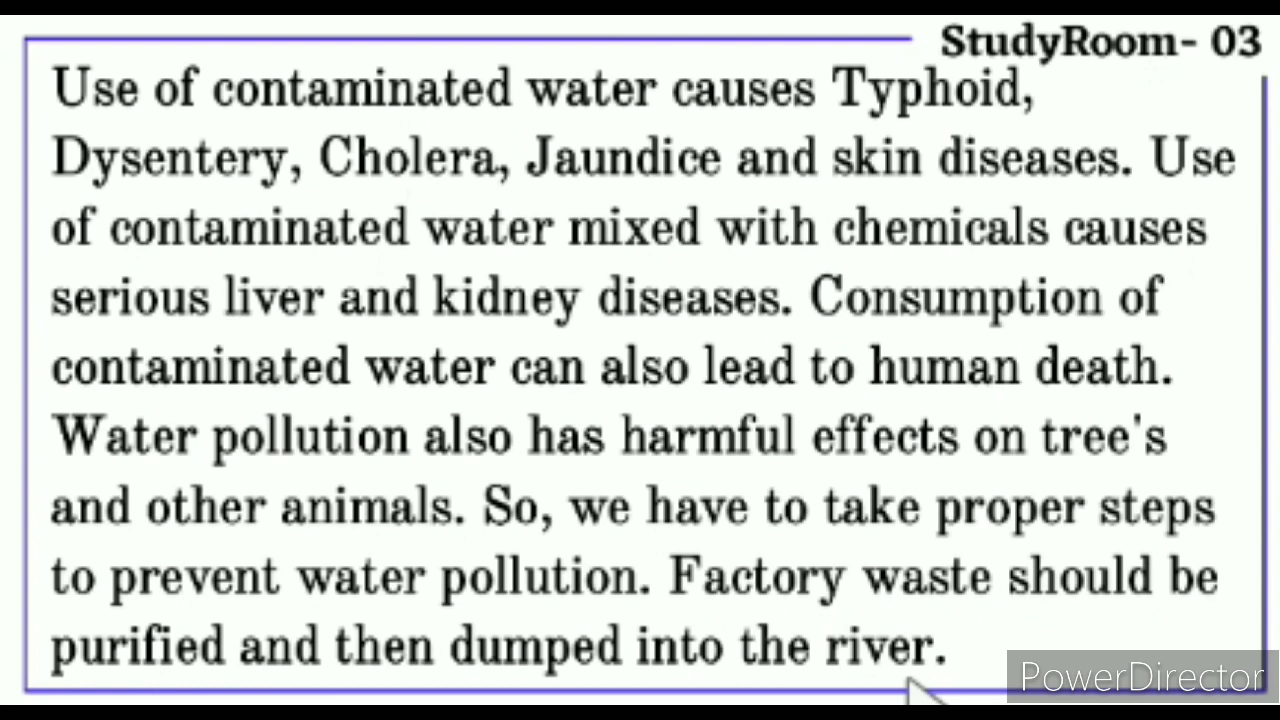 StudyRoom- 03
Use of contaminated water causes Typhoid,
Dysentery, Cholera, Jaundice and skin diseases. Use
of contaminated water mixed with chemicals causes
serious liver and kidney diseases. Consumption of
contaminated water can also lead to human death.
Water pollution also has harmful effects on tree's
and other animals. So, we have to take proper steps
to prevent water pollution. Factory waste should be
purified and then dumped into the river.
PowerDirector